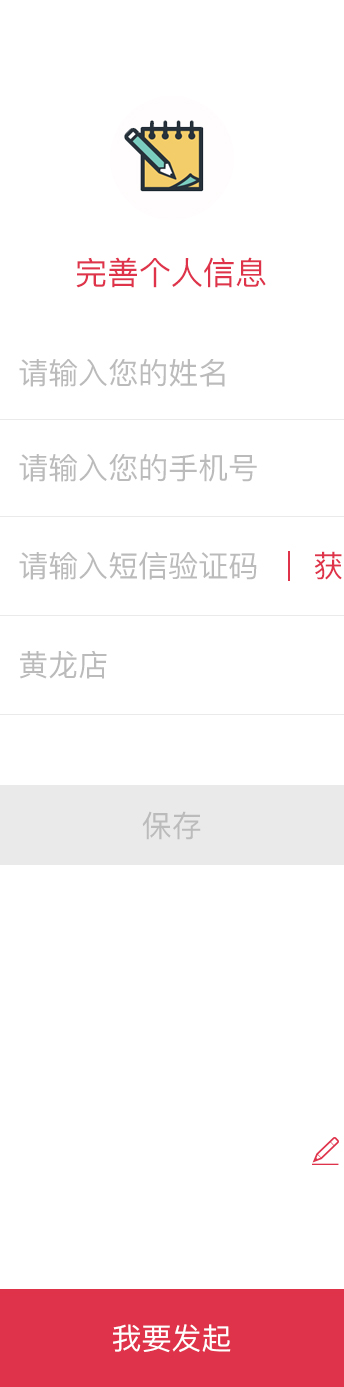 完善个人信息
请输入您的姓名
请输入您的手机号
请输入短信验证码 获
黄龙店
保存
我要发起